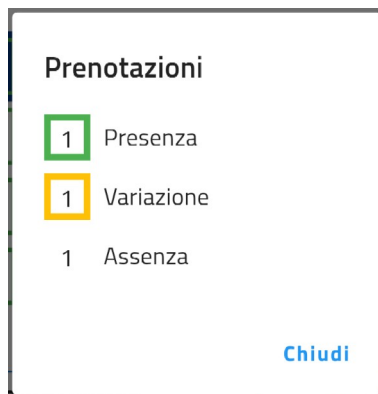 Prenotazioni
1 Presenza
1 Variazione
1 Assenza
Chiudi